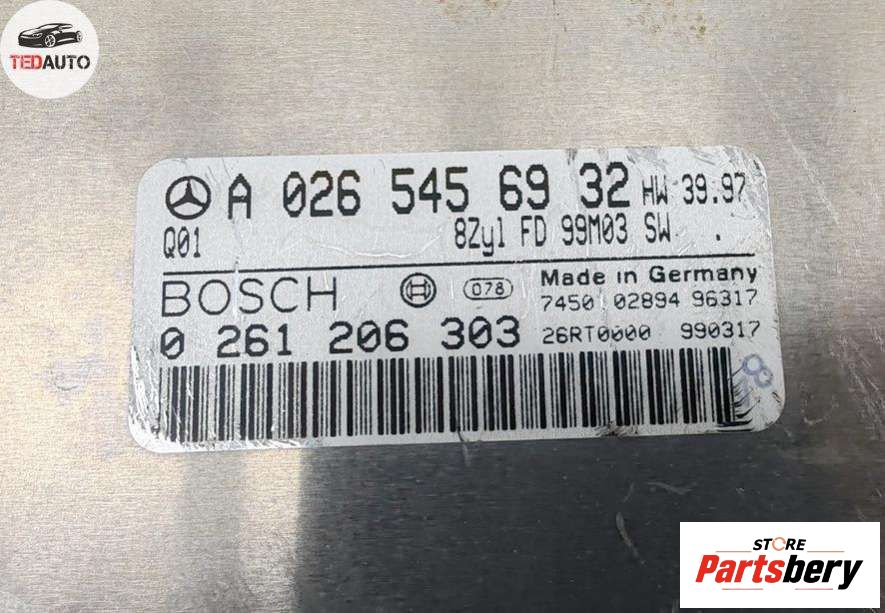 TEDAUTO
A 026 545 69 32 HW 39.97
Q01 8Zyl FD 99M03 SW .
BOSCH 078 Made in Germany
7450 02894 96317
0 261 206 303 26RT0000 990317
8
STORE
Partsbery